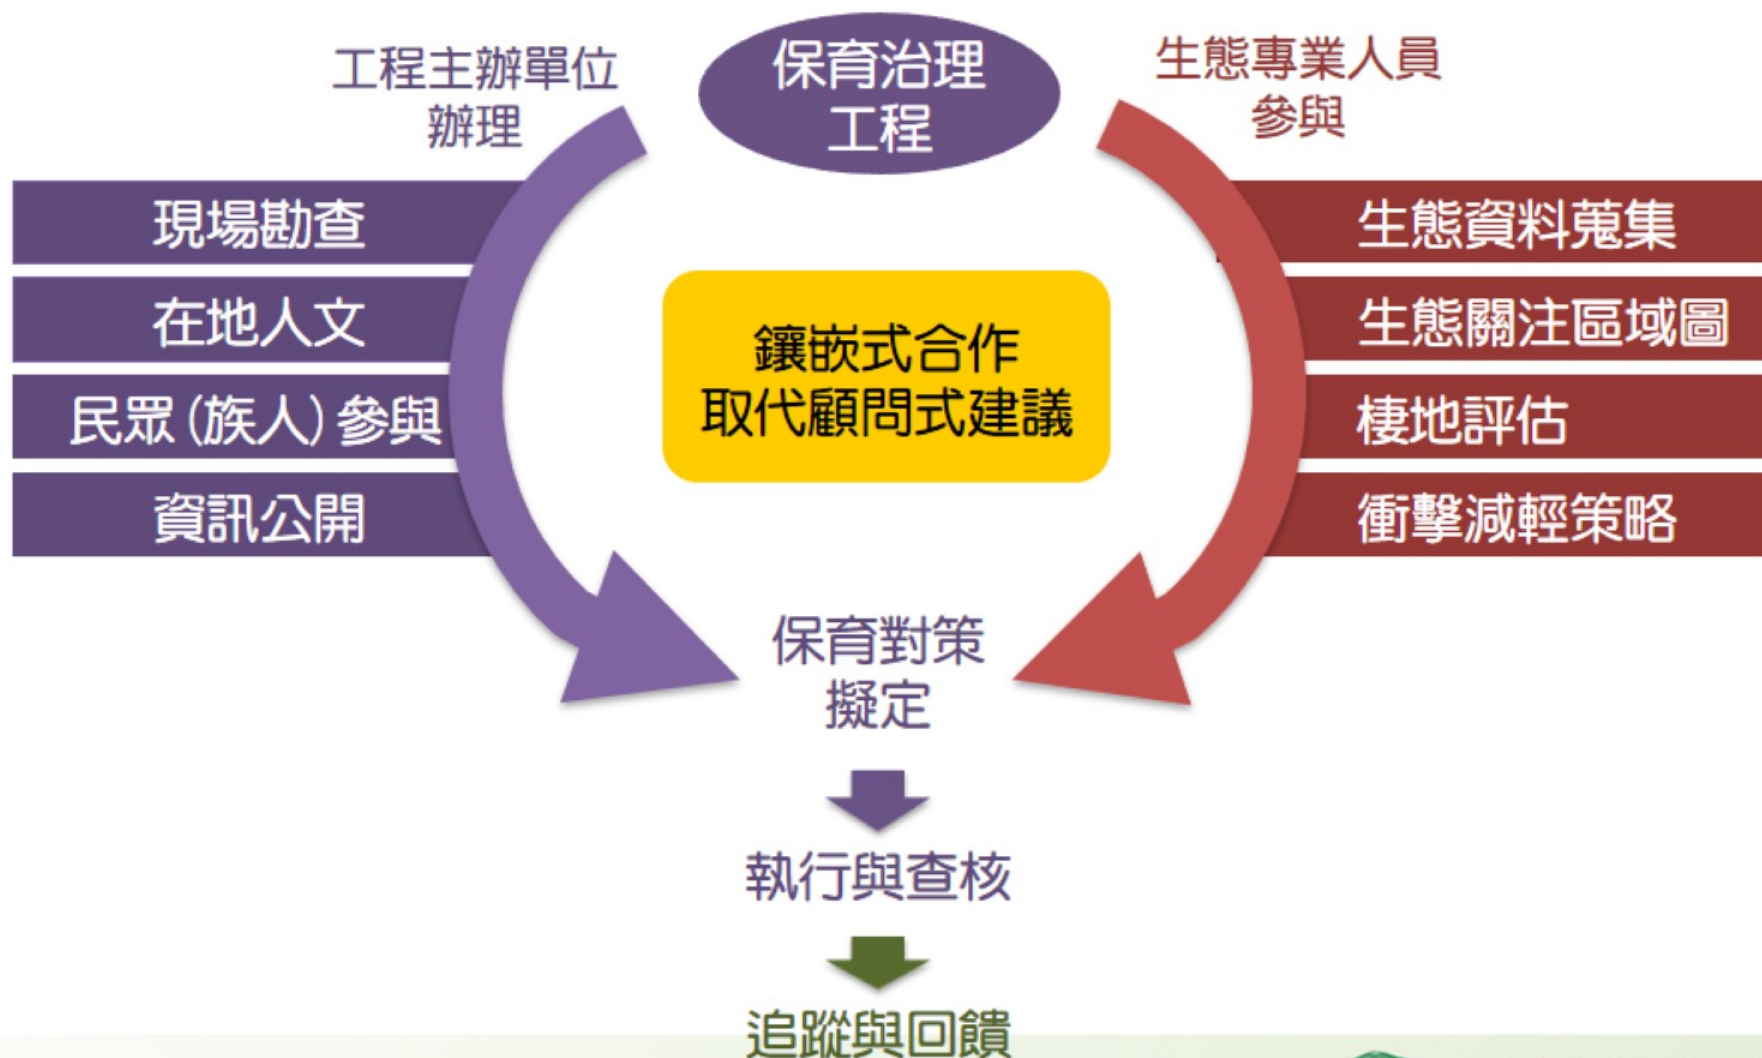 保育治理
工程
工程主辦單位
辦理
現場勘查
在地人文
民眾(族人)參與
資訊公開
生態專業人員
參與
生態資料蒐集
生態關注區域圖
棲地評估
衝擊減輕策略
鑲嵌式合作
取代顧問式建議
保育對策
擬定
執行與查核
追蹤與回饋